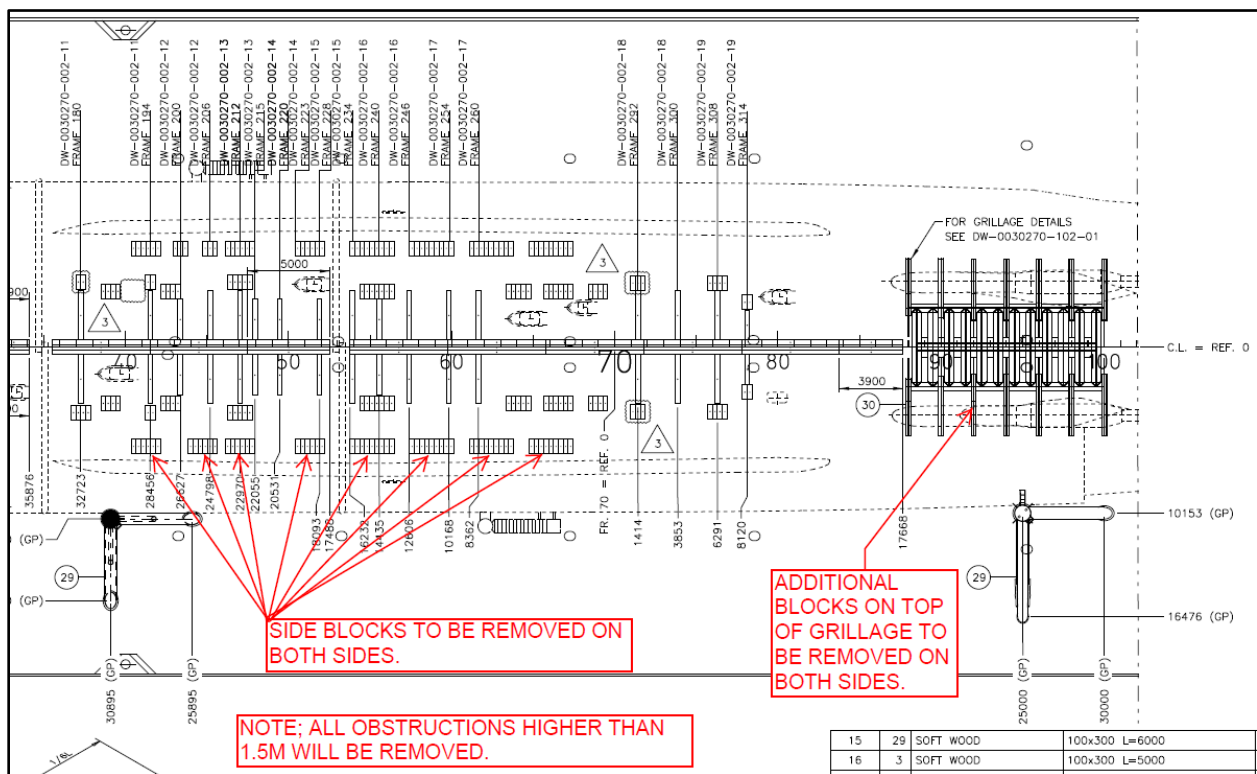 DW-0030270-002-11
FRAME 180
DW-0030270-002-11
FRAME 194
DW-0030270-002-12
FRAME 200
DW-0030270-002-12
FRAME 206
DW-0030270-002-13
FRAME 212
DW-0030270-002-13
FRAME 215
DW-0030270-002-14
FRAME 220
DW-0030270-002-14
FRAME 223
DW-0030270-002-15
FRAME 228
DW-0030270-002-15
FRAME 234
DW-0030270-002-16
FRAME 240
DW-0030270-002-16
FRAME 246
DW-0030270-002-17
FRAME 254
DW-0030270-002-17
FRAME 260
DW-0030270-002-18
FRAME 292
DW-0030270-002-18
FRAME 300
DW-0030270-002-19
FRAME 308
DW-0030270-002-19
FRAME 314
FOR GRILLAGE DETAILS
SEE DW-0030270-102-01
5000
3
3
900
40
50
60
70
80
90
100
C.L. = REF. 0
3900
30
3
35876
32723
28456
26627
24798
22970
22055
20531
18093
17488
16232
14435
12606
10168
8362
FR. 70 = REF. 0
1414
3853
6291
8120
17668
(GP)
29
(GP)
30895 (GP)
25895 (GP)
10153 (GP)
29
16476 (GP)
25000 (GP)
30000 (GP)
SIDE BLOCKS TO BE REMOVED ON
BOTH SIDES.
ADDITIONAL
BLOCKS ON TOP
OF GRILLAGE TO
BE REMOVED ON
BOTH SIDES.
NOTE; ALL OBSTRUCTIONS HIGHER THAN
1.5M WILL BE REMOVED.
15 29 SOFT WOOD 100x300 L=6000
16 3 SOFT WOOD 100x300 L=5000